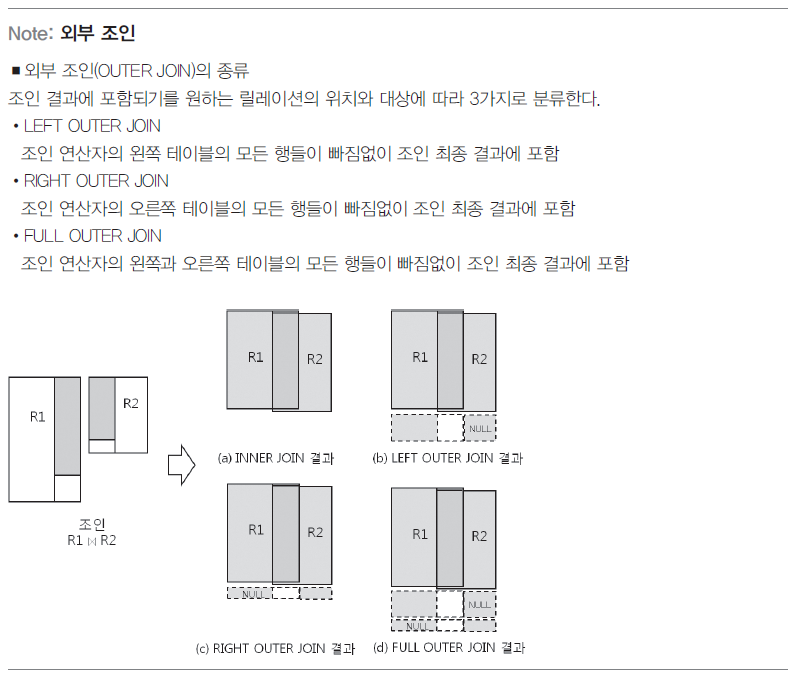 Note: 외부 조인
■ 외부 조인(OUTER JOIN)의 종류
조인 결과에 포함되기를 원하는 릴레이션의 위치와 대상에 따라 3가지로 분류한다.
• LEFT OUTER JOIN
조인 연산자의 왼쪽 테이블의 모든 행들이 빠짐없이 조인 최종 결과에 포함
• RIGHT OUTER JOIN
조인 연산자의 오른쪽 테이블의 모든 행들이 빠짐없이 조인 최종 결과에 포함
• FULL OUTER JOIN
조인 연산자의 왼쪽과 오른쪽 테이블의 모든 행들이 빠짐없이 조인 최종 결과에 포함
R1
R2
조인
R1 ⋈ R2
R1
R2
(a) INNER JOIN 결과
R1
R2
NULL
(b) LEFT OUTER JOIN 결과
R1
R2
NULL
(c) RIGHT OUTER JOIN 결과
R1
R2
NULL
NULL
(d) FULL OUTER JOIN 결과